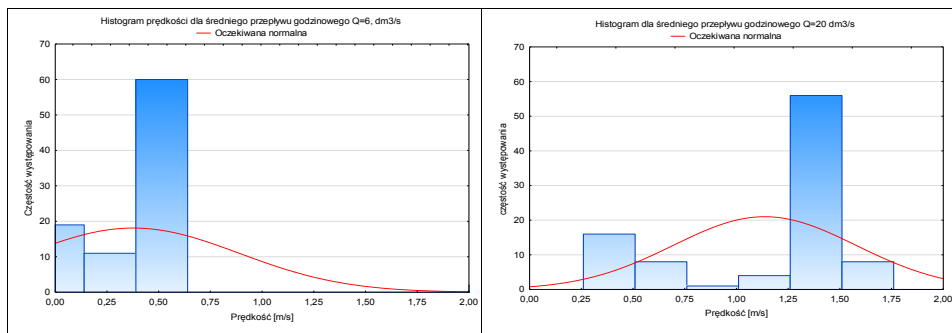 Histogram prędkości dla średniego przepływu godzinowego Q=6, dm3/s
Oczekiwana normalna
70
60
50
40
30
20
10
0
Częstość występowania
0,00 0,25 0,50 0,75 1,00 1,25 1,50 1,75 2,00
Prędkość [m/s]
Histogram dla średniego przepływu godzinowego Q=20 dm3/s
Oczekiwana normalna
70
60
50
40
30
20
10
0
częstość występowania
0,00 0,25 0,50 0,75 1,00 1,25 1,50 1,75 2,00
Prędkość [m/s]